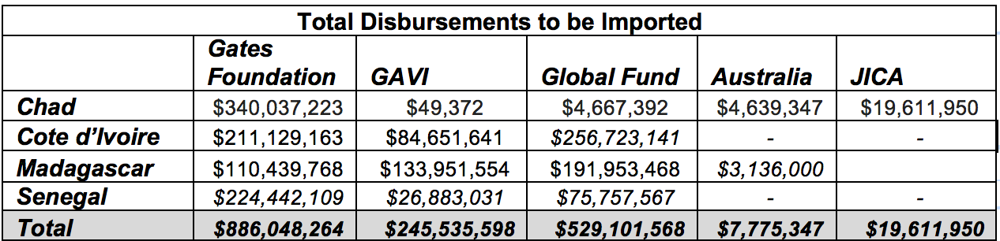 Total Disbursements to be Imported
Gates Foundation GAVI Global Fund Australia JICA
Chad $340,037,223 $49,372 $4,667,392 $4,639,347 $19,611,950
Cote d’Ivoire $211,129,163 $84,651,641 $256,723,141 - -
Madagascar $110,439,768 $133,951,554 $191,953,468 $3,136,000
Senegal $224,442,109 $26,883,031 $75,757,567 - -
Total $886,048,264 $245,535,598 $529,101,568 $7,775,347 $19,611,950